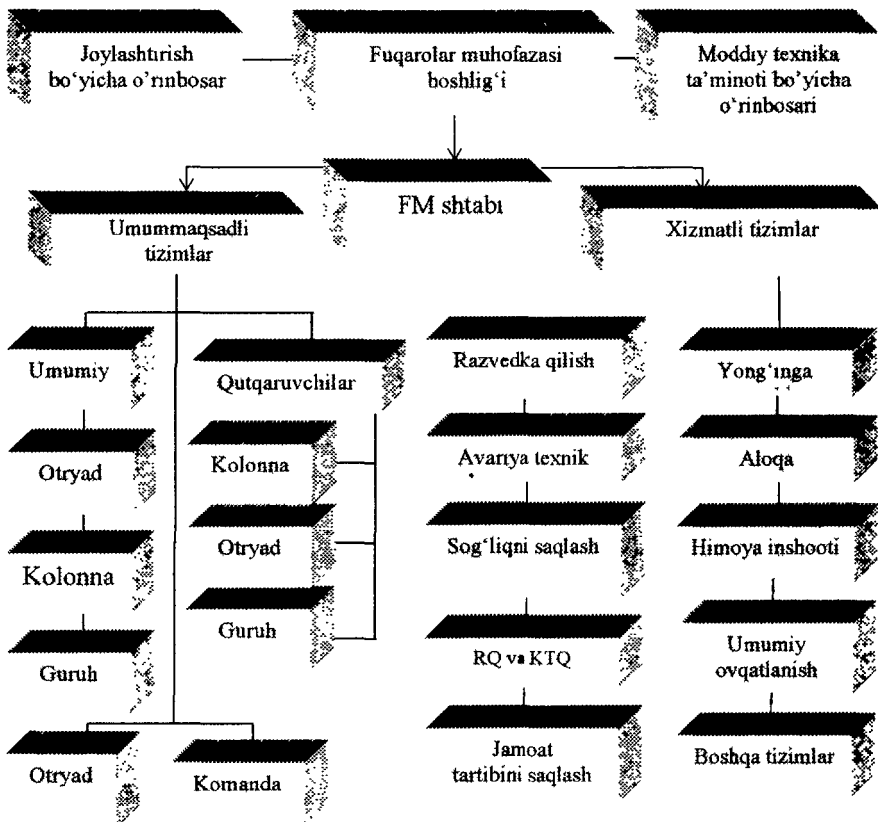 Joylashtirish
bo‘yicha o‘rinbosar
Fuqarolar muhofazasi
boshlig‘i
Moddiy texnika
ta’minoti bo’yicha
o‘rinbosari
FM shtabi
Umummaqsadli
tizimlar
Xizmatli tizimlar
Umumiy
Otryad
Kolonna
Guruh
Qutqaruvchilar
Kolonna
Otryad
Guruh
Otryad
Komanda
Razvedka qilish
Avariya texnik
Sog‘liqni saqlash
RQ va KTQ
Jamoat
tartibini saqlash
Yong‘inga
Aloqa
Himoya inshooti
Umumiy
ovqatlanish
Boshqa tizimlar